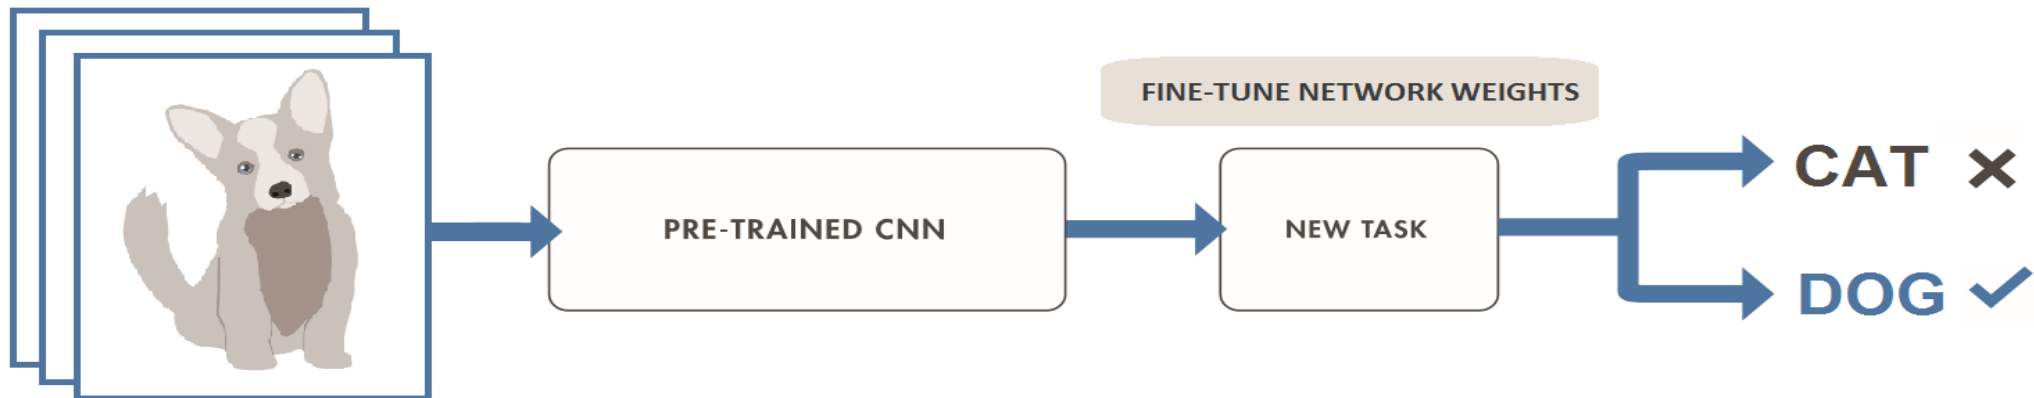 FINE-TUNE NETWORK WEIGHTS
PRE-TRAINED CNN
NEW TASK
CAT
DOG